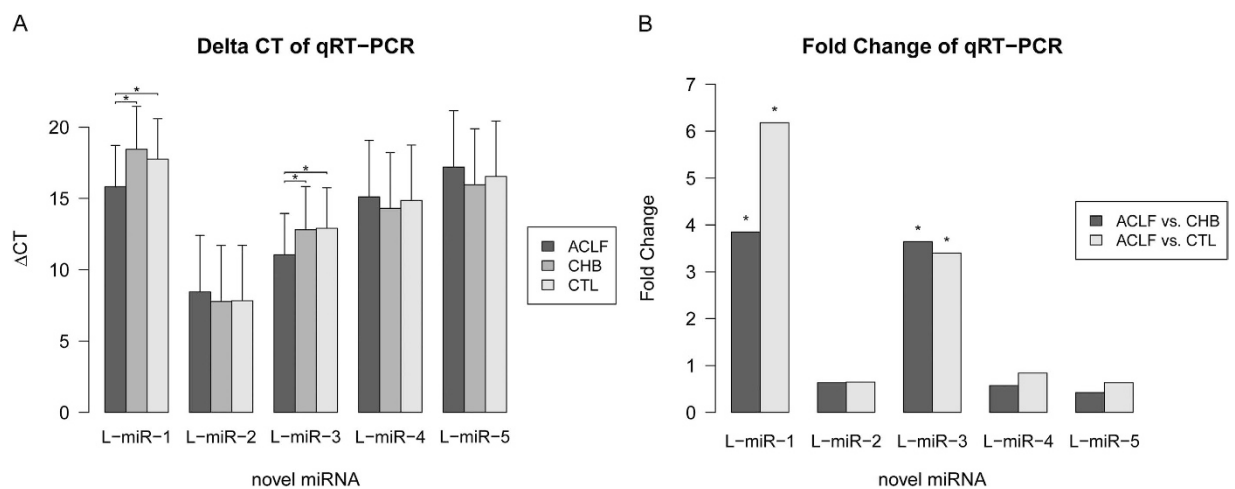 A
Delta CT of qRT−PCR
ΔCT
20
15
10
5
0
* 
*
*
*
L−miR−1 L−miR−2 L−miR−3 L−miR−4 L−miR−5
novel miRNA
ACLF
CHB
CTL
B
Fold Change of qRT−PCR
Fold Change
7
6
5
4
3
2
1
0
*
*
*
*
L−miR−1 L−miR−2 L−miR−3 L−miR−4 L−miR−5
novel miRNA
ACLF vs. CHB
ACLF vs. CTL